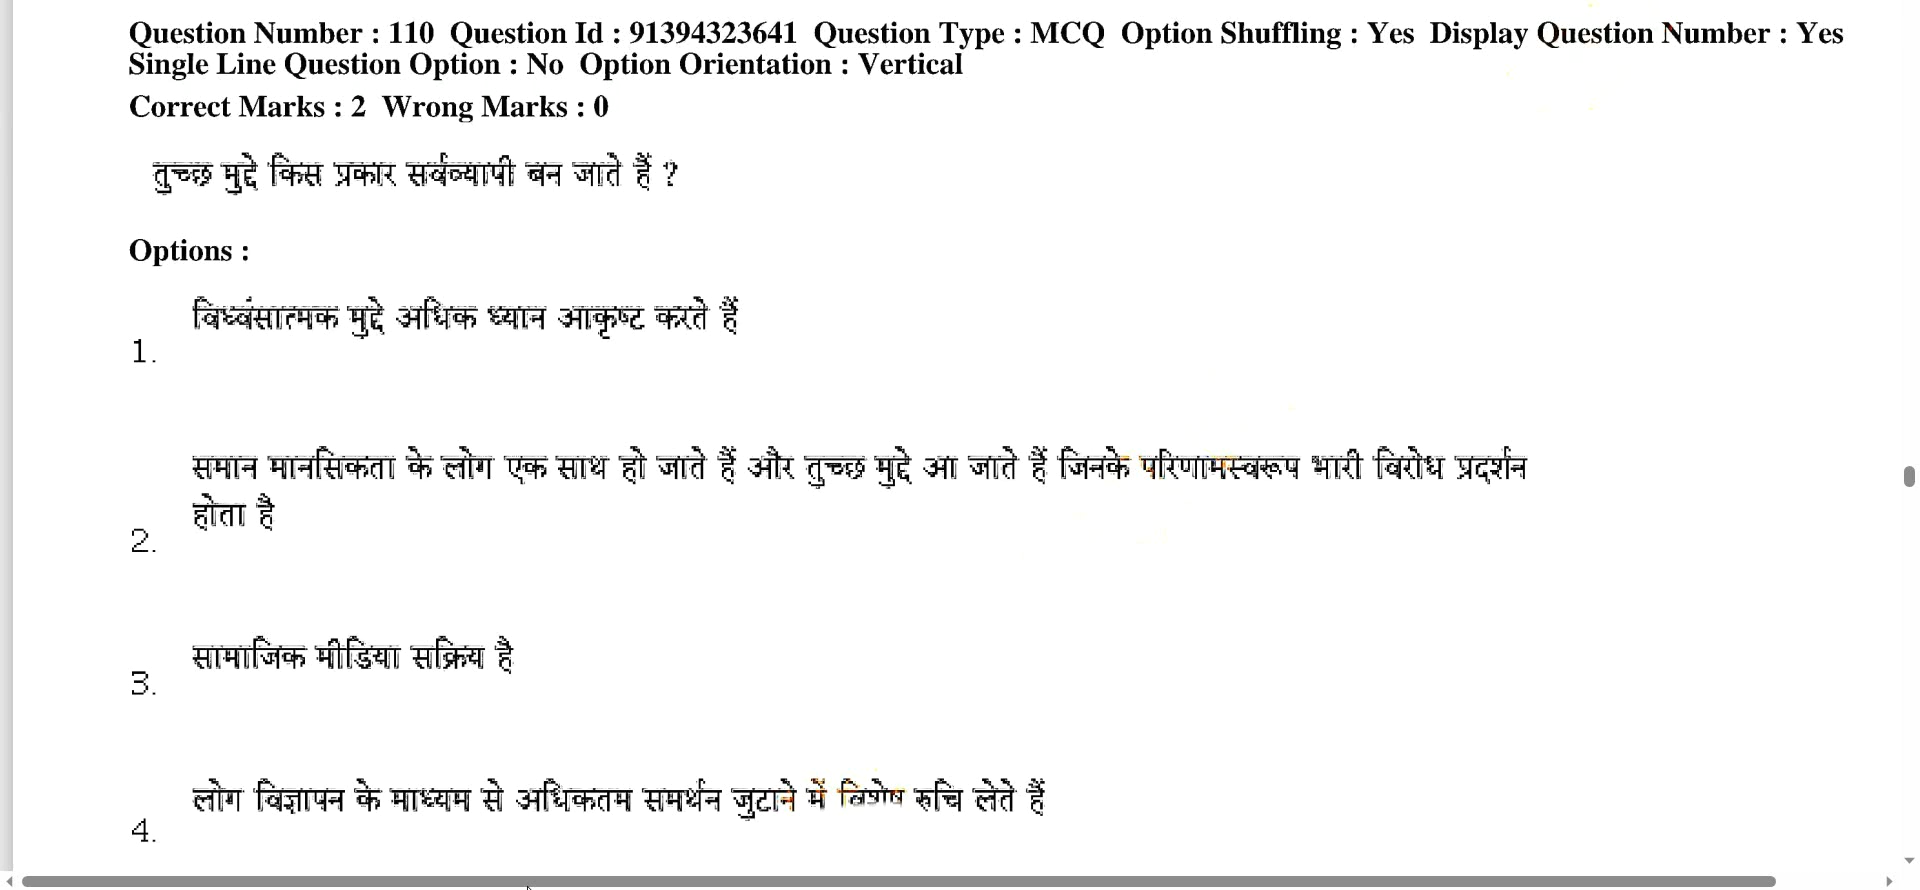 Question Number : 110 Question Id : 91394323641 Question Type : MCQ Option Shuffling : Yes Display Question Number : Yes
Single Line Question Option : No Option Orientation : Vertical
Correct Marks : 2 Wrong Marks : 0
तुच्छ मुद्दे किस प्रकार सर्वव्यापी बन जाते हैं ?
Options :
विध्वंसात्मक मुद्दे अधिक ध्यान आकृष्ट करते हैं
1.
समान मानसिकता के लोग एक साथ हो जाते हैं और तुच्छ मुद्दे आ जाते हैं जिनके परिणामस्वरूप भारी विरोध प्रदर्शन
होता है
2.
सामाजिक मीडिया सक्रिय है
3.
लोग विज्ञापन के माध्यम से अधिकतम समर्थन जुटाने में विशेष रुचि लेते हैं
4.